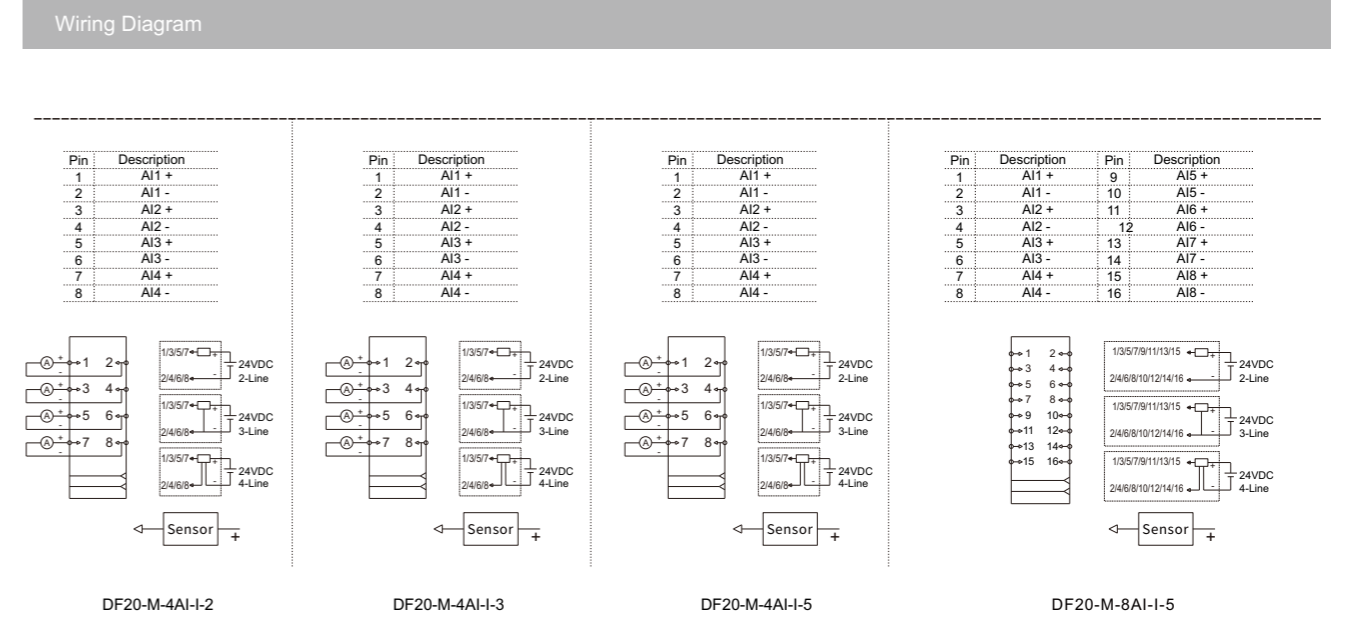 Wiring Diagram
Pin Description
1 AI1 +
2 AI1 -
3 AI2 +
4 AI2 -
5 AI3 +
6 AI3 -
7 AI4 +
8 AI4 -
A + - 1 2
A + - 3 4
A + - 5 6
A + - 7 8
1/3/5/7 +
2/4/6/8 -
24VDC
2-Line
1/3/5/7 +
2/4/6/8 -
24VDC
3-Line
1/3/5/7 +
2/4/6/8 -
24VDC
4-Line
Sensor +
DF20-M-4AI-I-2
Pin Description
1 AI1 +
2 AI1 -
3 AI2 +
4 AI2 -
5 AI3 +
6 AI3 -
7 AI4 +
8 AI4 -
A + - 1 2
A + - 3 4
A + - 5 6
A + - 7 8
1/3/5/7 +
2/4/6/8 -
24VDC
2-Line
1/3/5/7 +
2/4/6/8 -
24VDC
3-Line
1/3/5/7 +
2/4/6/8 -
24VDC
4-Line
Sensor +
DF20-M-4AI-I-3
Pin Description
1 AI1 +
2 AI1 -
3 AI2 +
4 AI2 -
5 AI3 +
6 AI3 -
7 AI4 +
8 AI4 -
A + - 1 2
A + - 3 4
A + - 5 6
A + - 7 8
1/3/5/7 +
2/4/6/8 -
24VDC
2-Line
1/3/5/7 +
2/4/6/8 -
24VDC
3-Line
1/3/5/7 +
2/4/6/8 -
24VDC
4-Line
Sensor +
DF20-M-4AI-I-5
Pin Description Pin Description
1 AI1 + 9 AI5 +
2 AI1 - 10 AI5 -
3 AI2 + 11 AI6 +
4 AI2 - 12 AI6 -
5 AI3 + 13 AI7 +
6 AI3 - 14 AI7 -
7 AI4 + 15 AI8 +
8 AI4 - 16 AI8 -
1 2
3 4
5 6
7 8
9 10
11 12
13 14
15 16
1/3/5/7/9/11/13/15 +
2/4/6/8/10/12/14/16 -
24VDC
2-Line
1/3/5/7/9/11/13/15 +
2/4/6/8/10/12/14/16 -
24VDC
3-Line
1/3/5/7/9/11/13/15 +
2/4/6/8/10/12/14/16 -
24VDC
4-Line
Sensor +
DF20-M-8AI-I-5